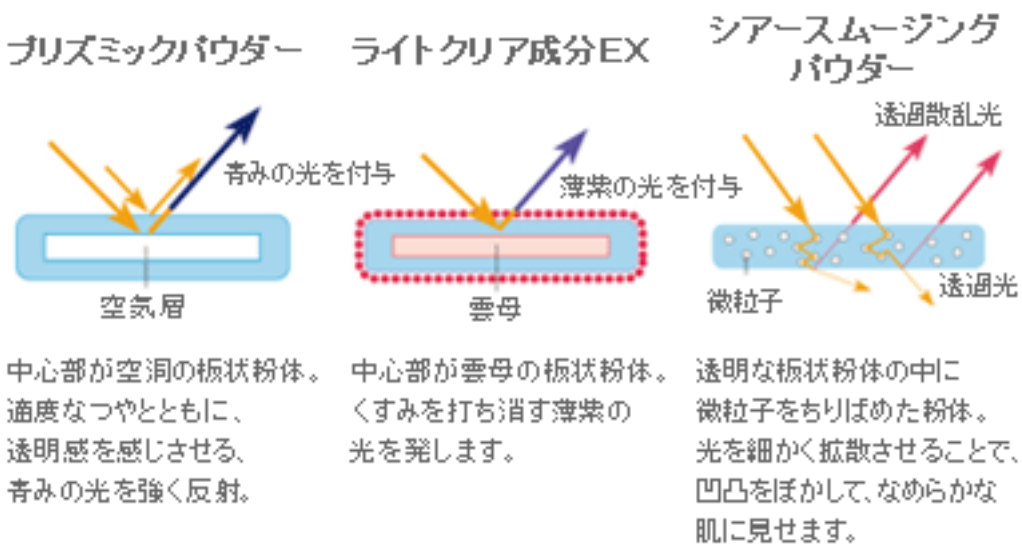 プリズミックパウダー
青みの光を付与
空気層
中心部が空洞の板状粉体。
適度なつやとともに、
透明感を感じさせる、
青みの光を強く反射。
ライトクリア成分EX
薄紫の光を付与
雲母
中心部が雲母の板状粉体。
くすみを打ち消す薄紫の
光を発します。
シアースムージング
パウダー
透過散乱光
微粒子
透過光
透明な板状粉体の中に
微粒子をちりばめた粉体。
光を細かく拡散させることで、
凹凸をぼかして、なめらかな
肌に見せます。